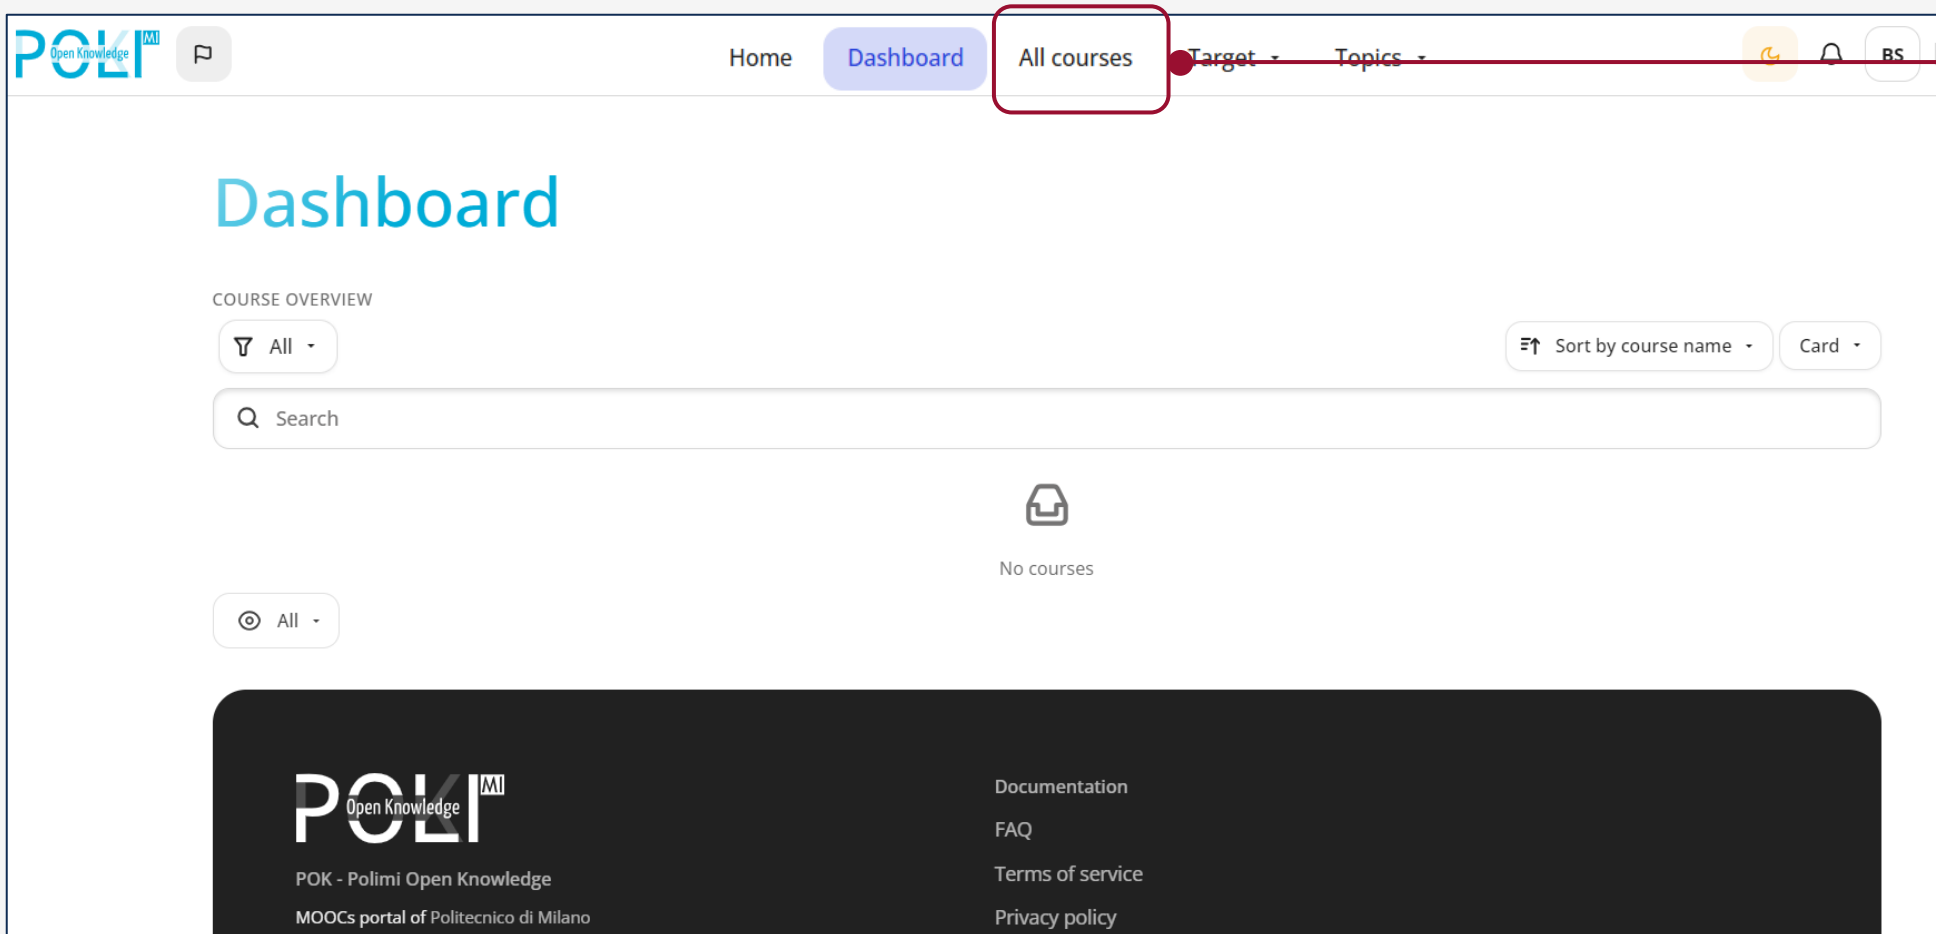 POK MI
Open Knowledge
Home Dashboard All courses Target Topics BS
Dashboard
COURSE OVERVIEW
All Sort by course name Card
Search
No courses
All
POK MI
Open Knowledge
POK - Polimi Open Knowledge
MOOCs portal of Politecnico di Milano
Documentation
FAQ
Terms of service
Privacy policy